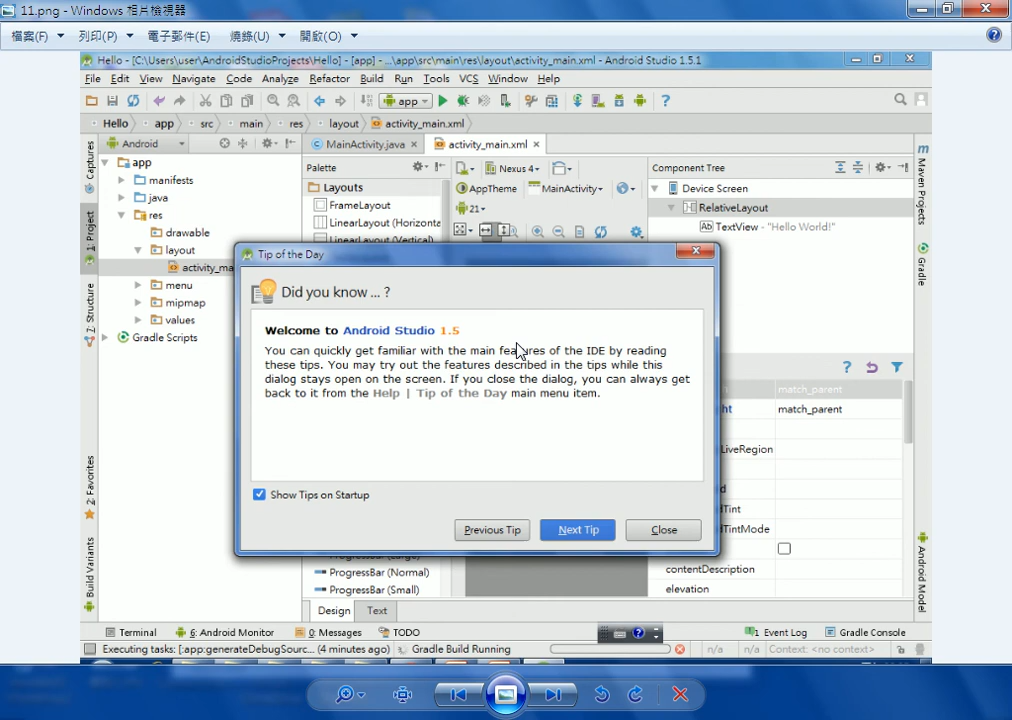 11.png - Windows 相片檢視器
檔案(F) 列印(P) 電子郵件(E) 燒錄(U) 開啟(O)
Hello - [C:\Users\user\AndroidStudioProjects\Hello] - [app] - ...\app\src\main\res\layout\activity_main.xml - Android Studio 1.5.1
File Edit View Navigate Code Analyze Refactor Build Run Tools VCS Window Help
app
Hello app src main res layout activity_main.xml
Android MainActivity.java activity_main.xml
Captures
1: Project
Z: Structure
2: Favorites
Build Variants
app
manifests
java
res
drawable
layout
activity_ma
menu
mipmap
values
Gradle Scripts
Palette
Layouts
FrameLayout
LinearLayout (Horizonta
LinearLayout (Vertical)
Nexus 4
AppTheme MainActivity
21
Component Tree
Device Screen
RelativeLayout
TextView - "Hello World!"
Maven Projects
Gradle
Android Model
Tip of the Day
Did you know ... ?
Welcome to Android Studio 1.5
You can quickly get familiar with the main features of the IDE by reading
these tips. You may try out the features described in the tips while this
dialog stays open on the screen. If you close the dialog, you can always get
back to it from the Help | Tip of the Day main menu item.
Show Tips on Startup
Previous Tip Next Tip Close
match_parent
ht match_parent
LiveRegion
d
dTint
dTintMode
contentDescription
elevation
ProgressBar (Large)
ProgressBar (Normal)
ProgressBar (Small)
Design Text
Terminal 6: Android Monitor 0: Messages TODO 1 Event Log Gradle Console
Executing tasks: [:app:generateDebugSourc... (4 minutes ago) Gradle Build Running n/a n/a Context: <no context>